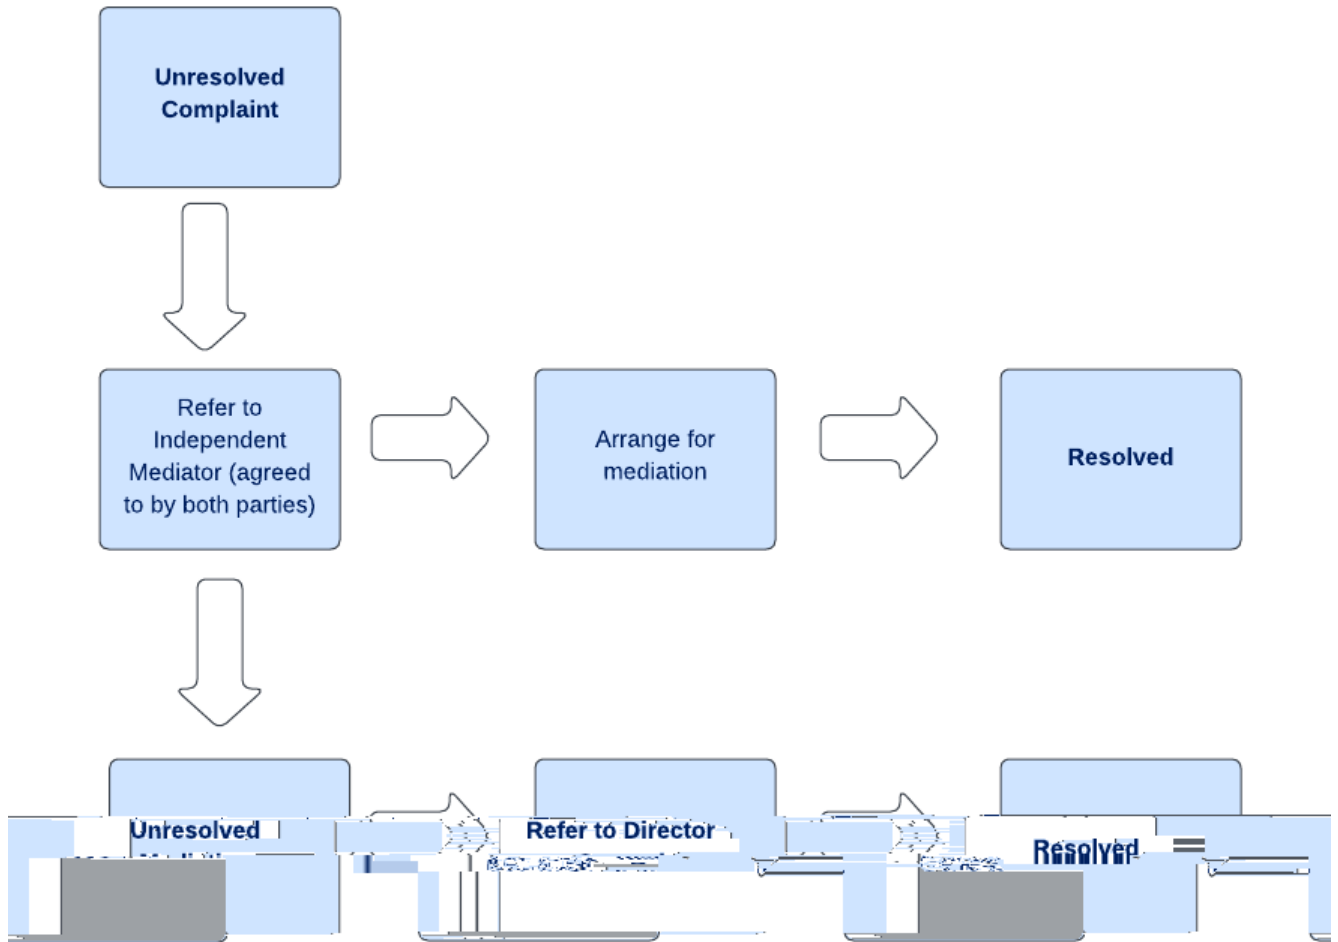 Unresolved
Complaint
Refer to
Independent
Mediator (agreed
to by both parties)
Arrange for
mediation
Resolved
Unresolved
Refer to Director
Resolved